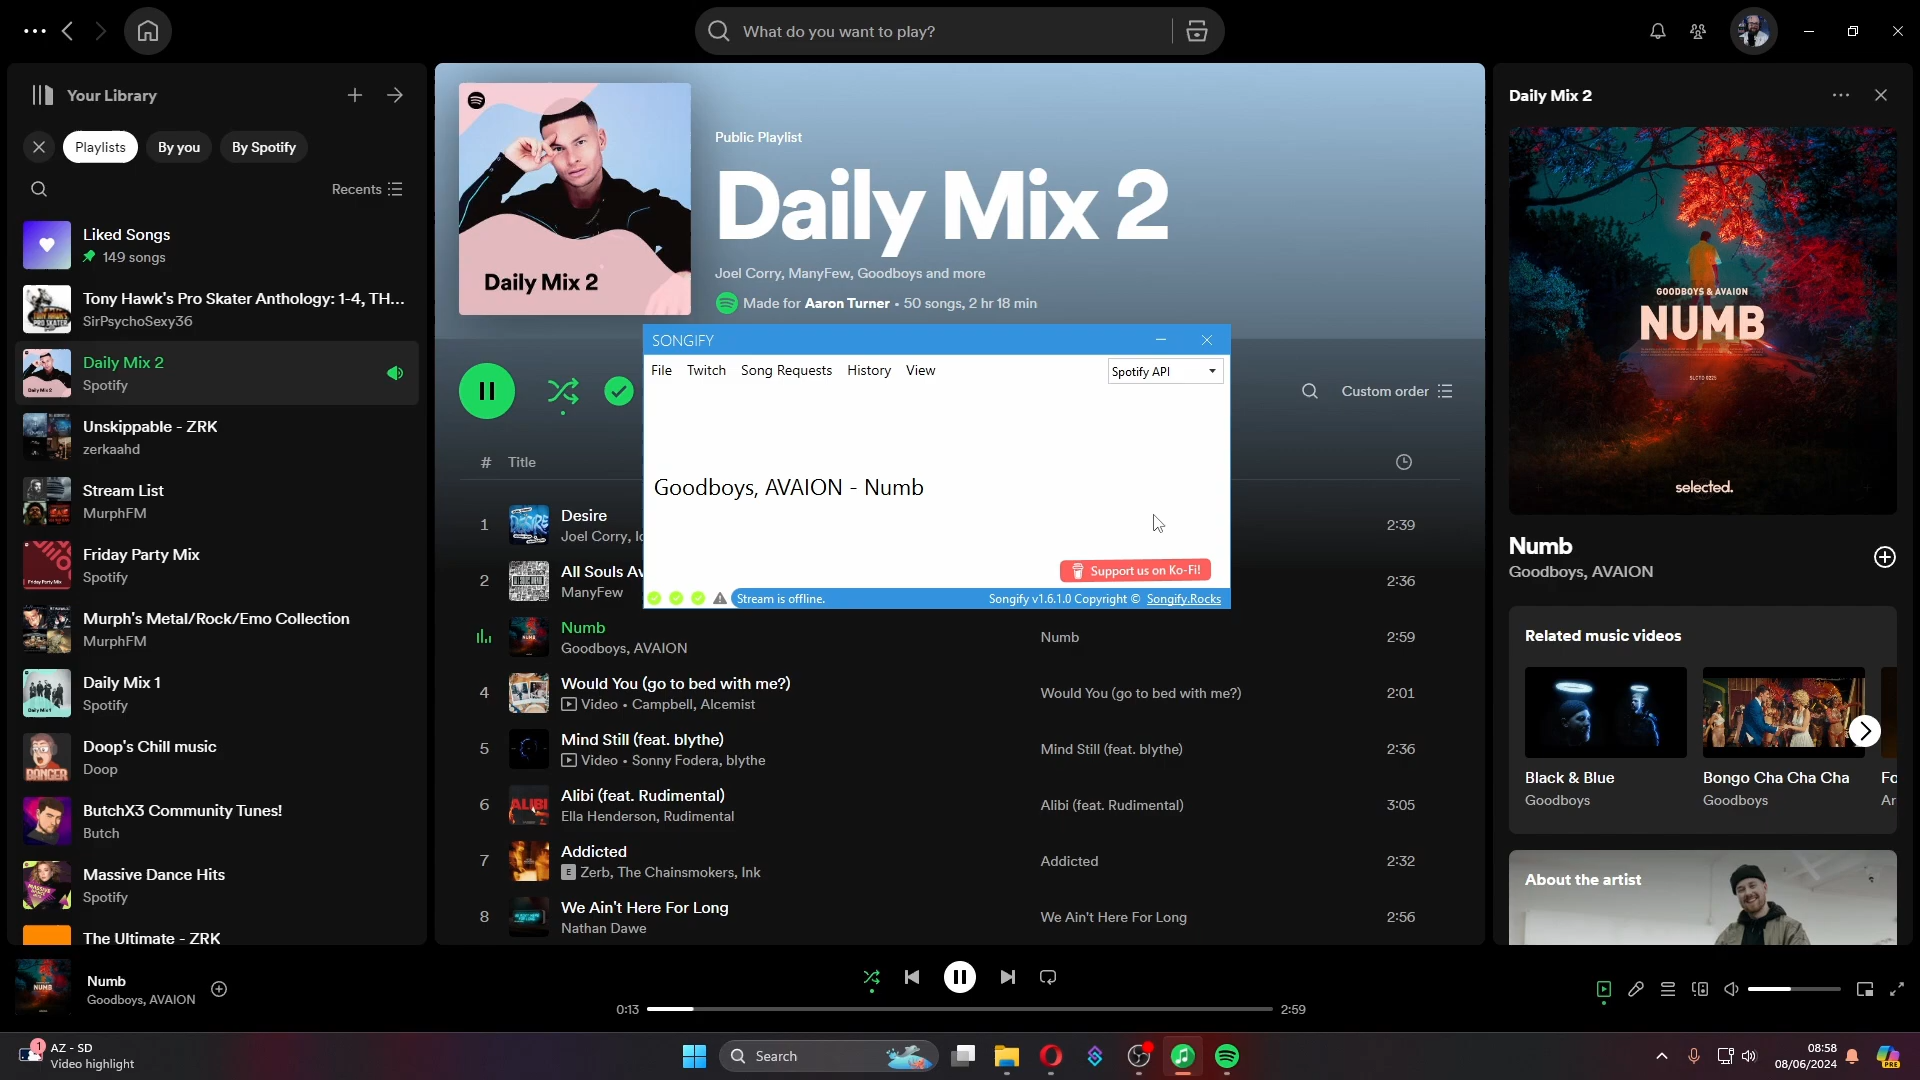 What do you want to play?
Your Library
Playlists
By you
By Spotify
Recents
Liked Songs
149 songs
Tony Hawk's Pro Skater Anthology: 1-4, TH...
SirPsychoSexy36
Daily Mix 2
Spotify
Unskippable - ZRK
zerkaahd
Stream List
MurphFM
Friday Party Mix
Spotify
Murph's Metal/Rock/Emo Collection
MurphFM
Daily Mix 1
Spotify
Doop's Chill music
Doop
ButchX3 Community Tunes!
Butch
Massive Dance Hits
Spotify
The Ultimate - ZRK
Daily Mix 2
Public Playlist
Daily Mix 2
Joel Corry, ManyFew, Goodboys and more
Made for Aaron Turner • 50 songs, 2 hr 18 min
Custom order
# Title
SONGIFY
File Twitch Song Requests History View
Spotify API
Goodboys, AVAION - Numb
Support us on Ko-Fi!
Stream is offline.
Songify v1.6.1.0 Copyright © Songify.Rocks
1 Desire 2:39
Joel Corry, Ic
2 All Souls Av 2:36
ManyFew
Numb Numb 2:59
Goodboys, AVAION
4 Would You (go to bed with me?) Would You (go to bed with me?) 2:01
Video • Campbell, Alcemist
5 Mind Still (feat. blythe) Mind Still (feat. blythe) 2:36
Video • Sonny Fodera, blythe
6 Alibi (feat. Rudimental) Alibi (feat. Rudimental) 3:05
Ella Henderson, Rudimental
7 Addicted Addicted 2:32
E Zerb, The Chainsmokers, Ink
8 We Ain't Here For Long We Ain't Here For Long 2:56
Nathan Dawe
Daily Mix 2
GOODBOYS & AVAION
NUMB
selected.
Numb
Goodboys, AVAION
Related music videos
Black & Blue
Goodboys
Bongo Cha Cha Cha
Goodboys
Fo
Ar
About the artist
Numb
Goodboys, AVAION
0:13
2:59
1
AZ - SD
Video highlight
Search
08:58
08/06/2024
PRE